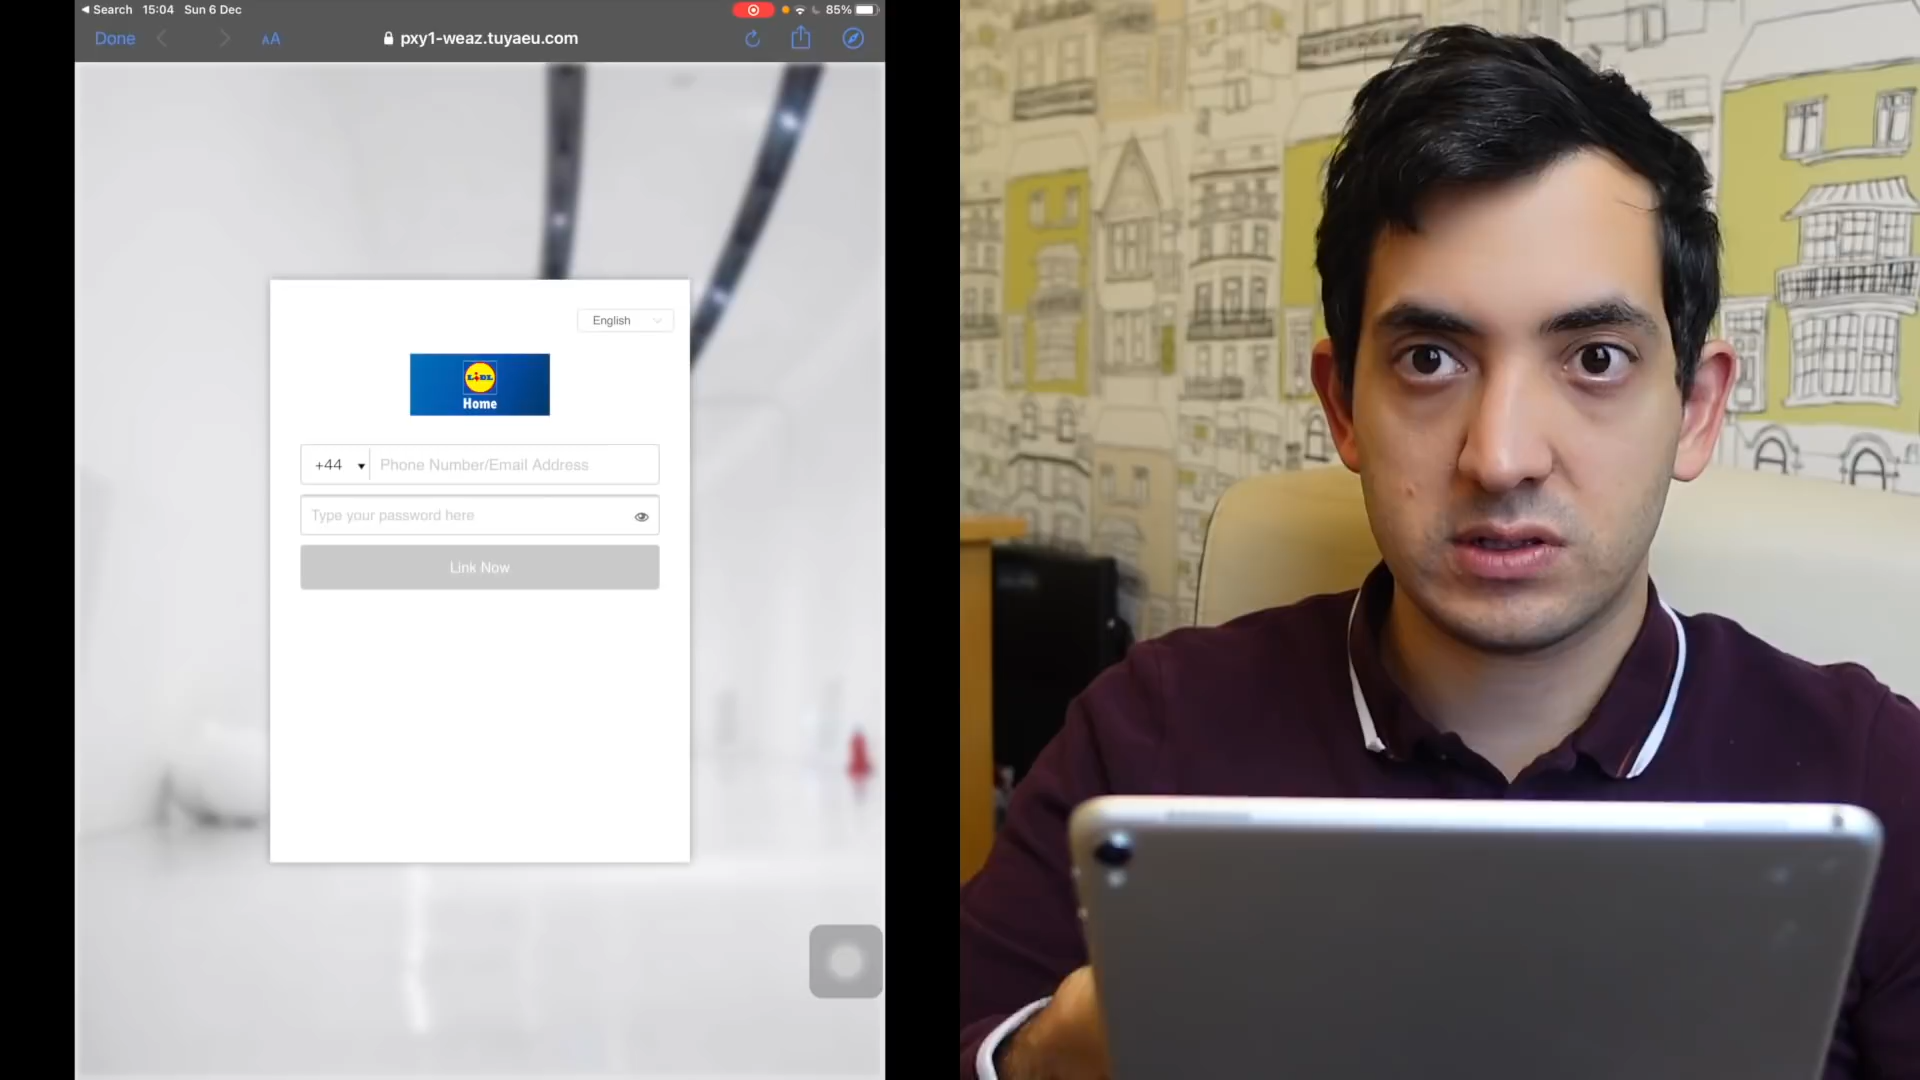 Search 15:04 Sun 6 Dec 85%
Done AA pxy1-weaz.tuyaeu.com
English
LiDL
Home
+44 Phone Number/Email Address
Type your password here
Link Now